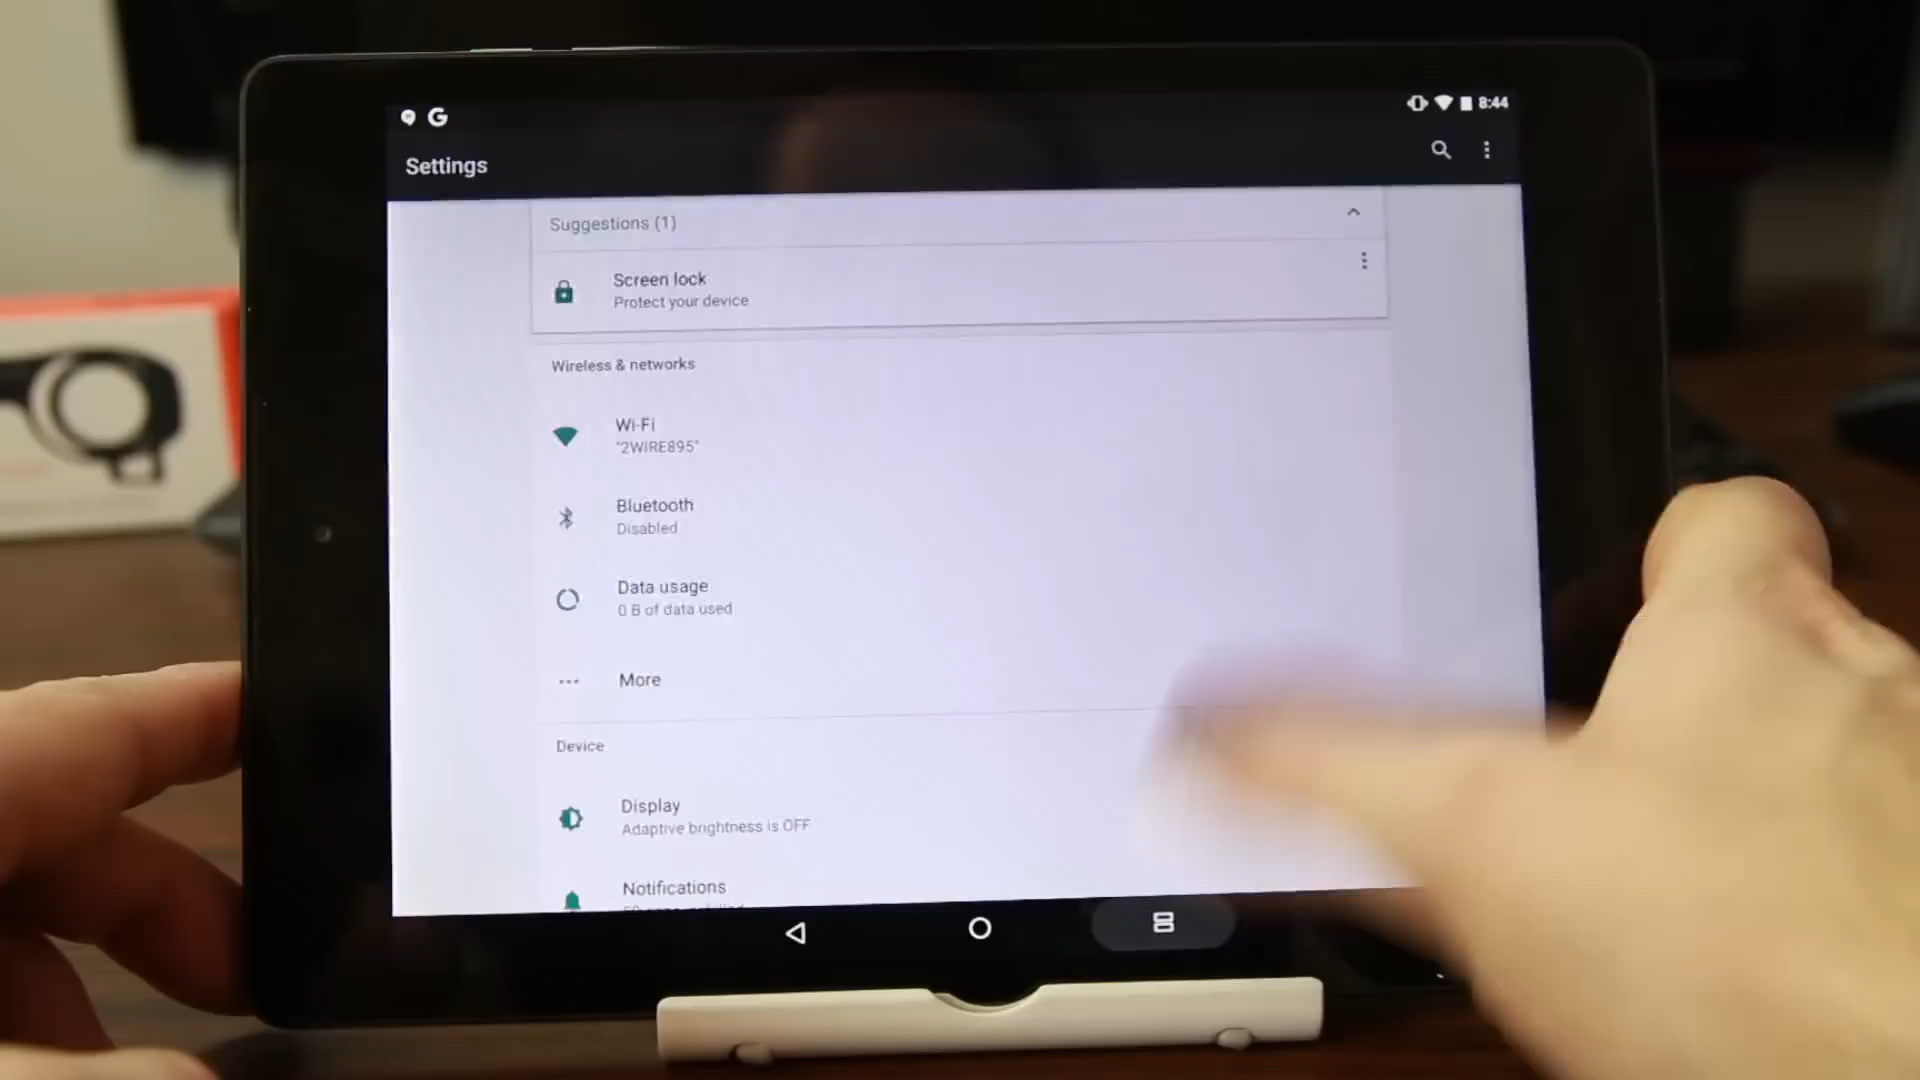 8:44
Settings
Suggestions (1)
Screen lock
Protect your device
Wireless & networks
Wi-Fi
"2WIRE895"
Bluetooth
Disabled
Data usage
0 B of data used
More
Device
Display
Adaptive brightness is OFF
Notifications